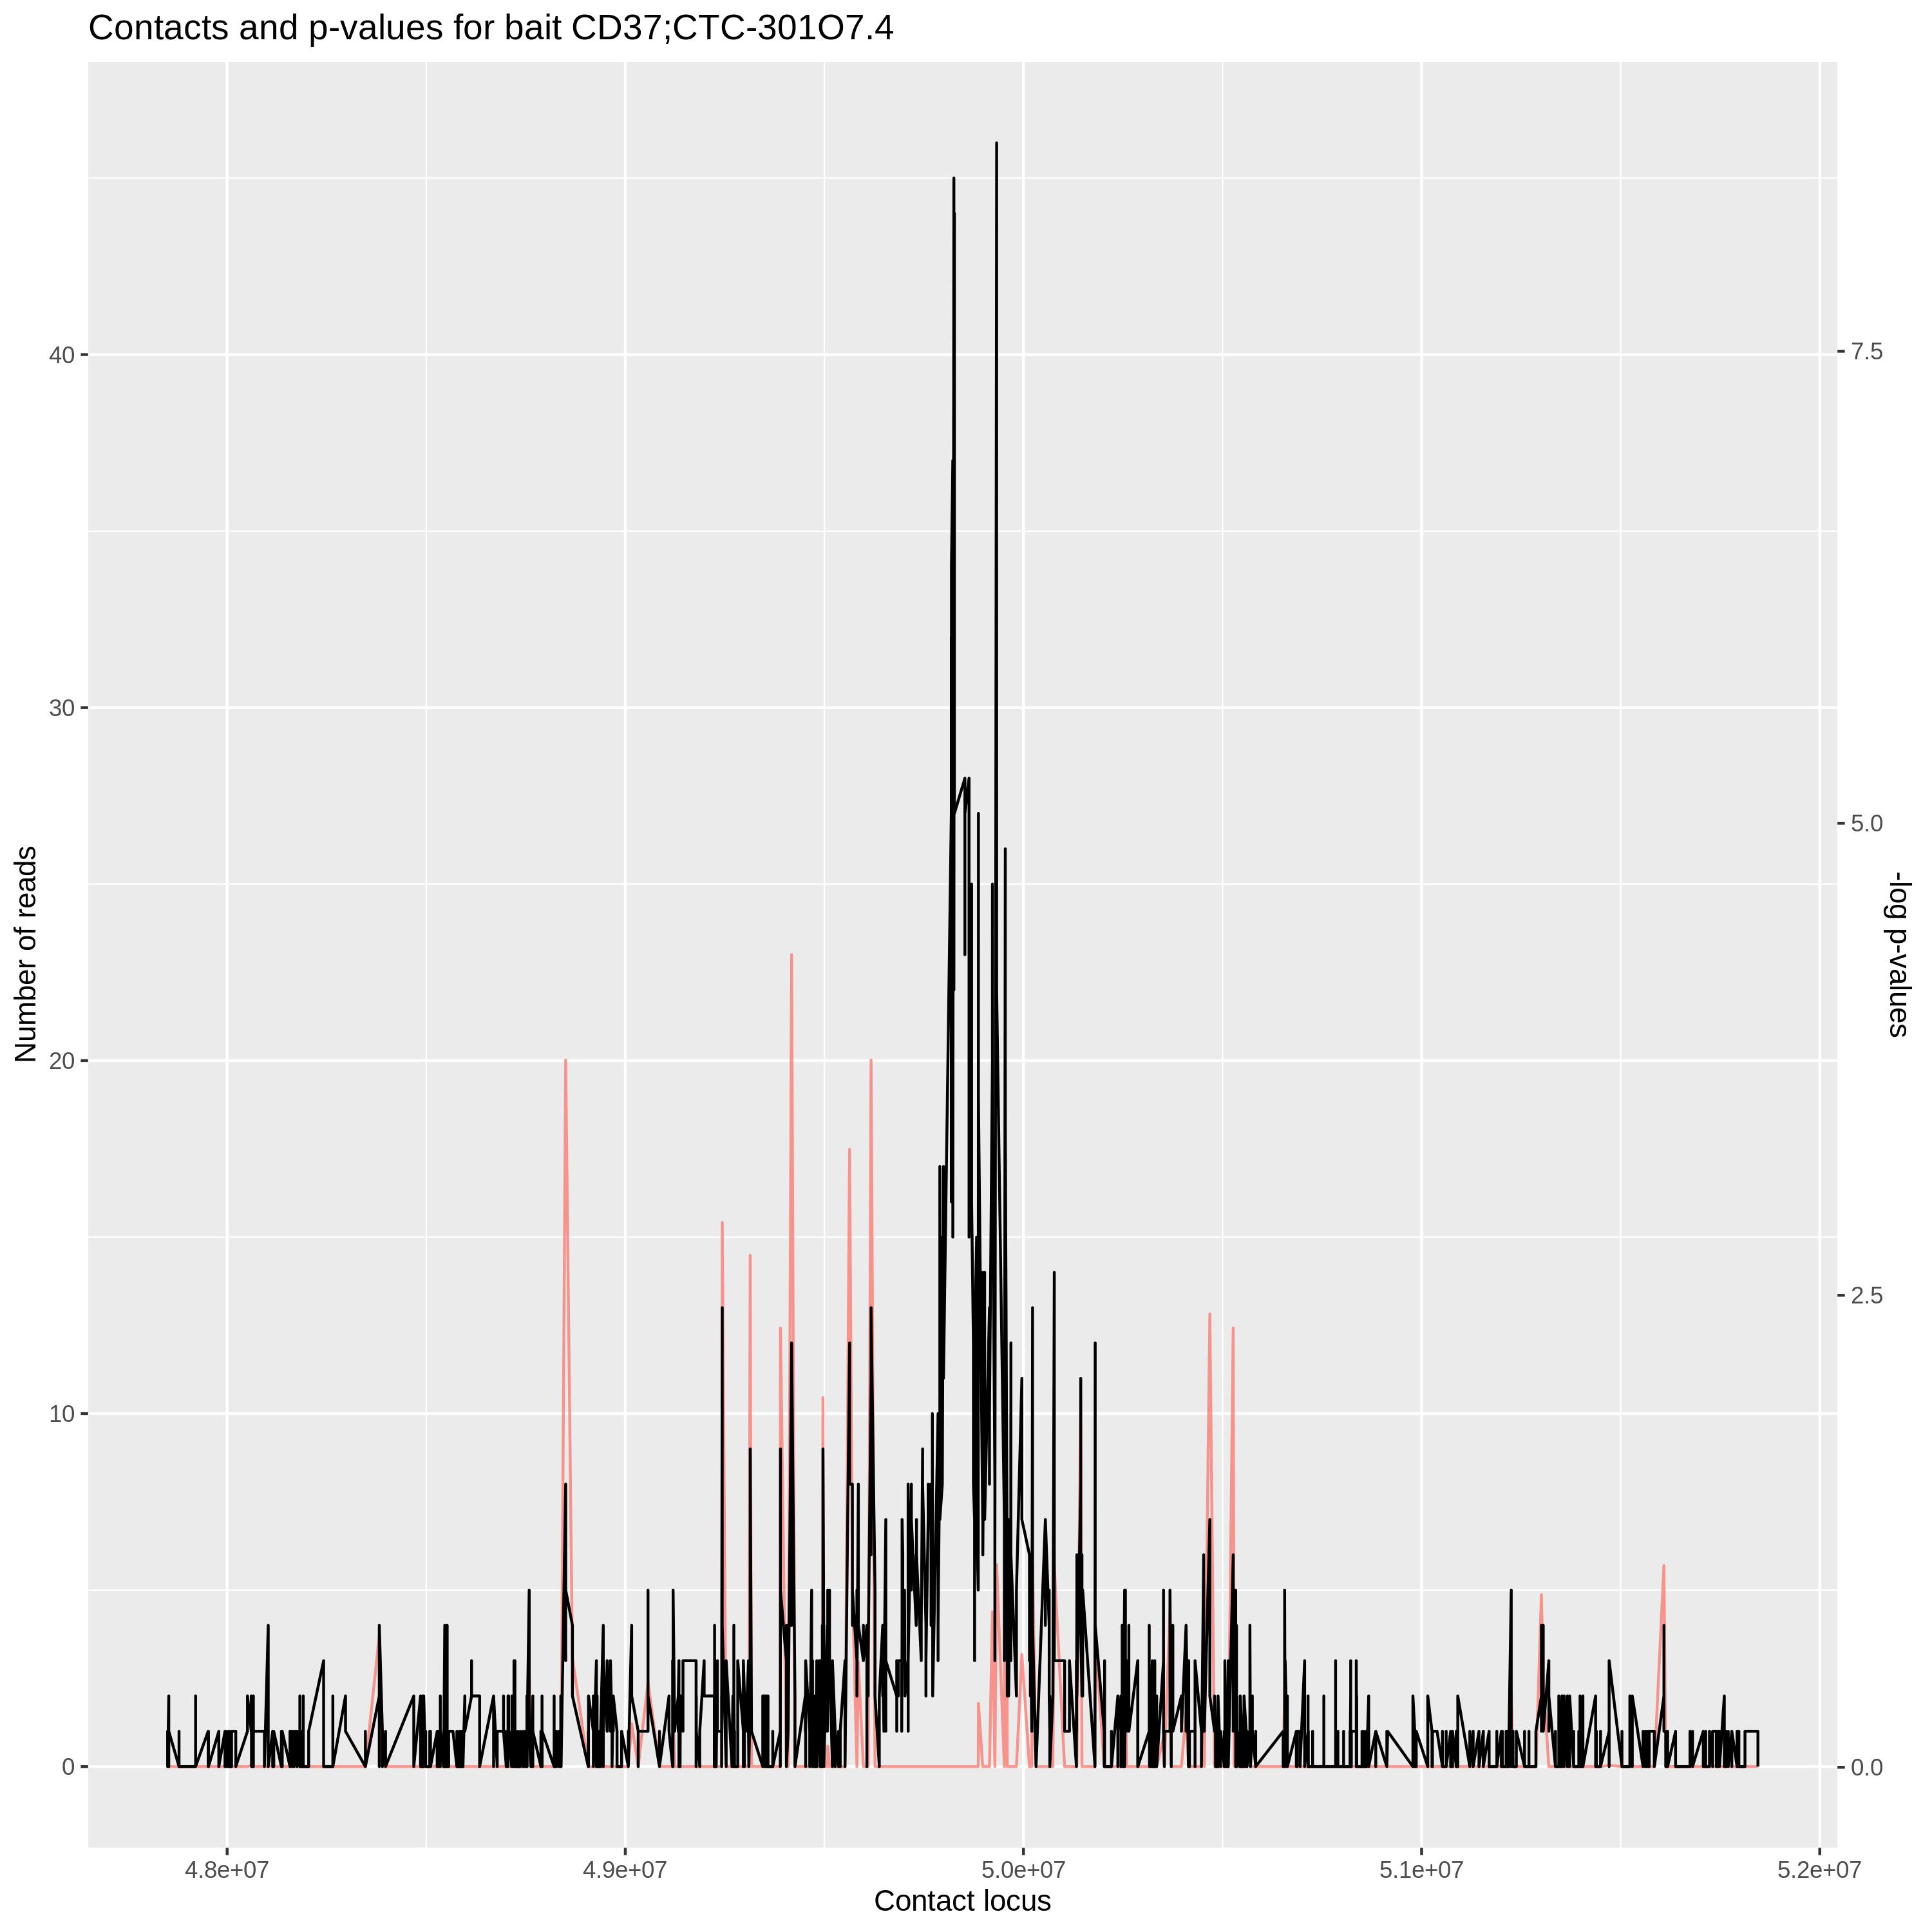 Contacts and p-values for bait CD37;CTC-301O7.4
Number of reads
40
30
20
10
0
7.5
5.0
2.5
0.0
-log p-values
4.8e+07
4.9e+07
5.0e+07
5.1e+07
5.2e+07
Contact locus